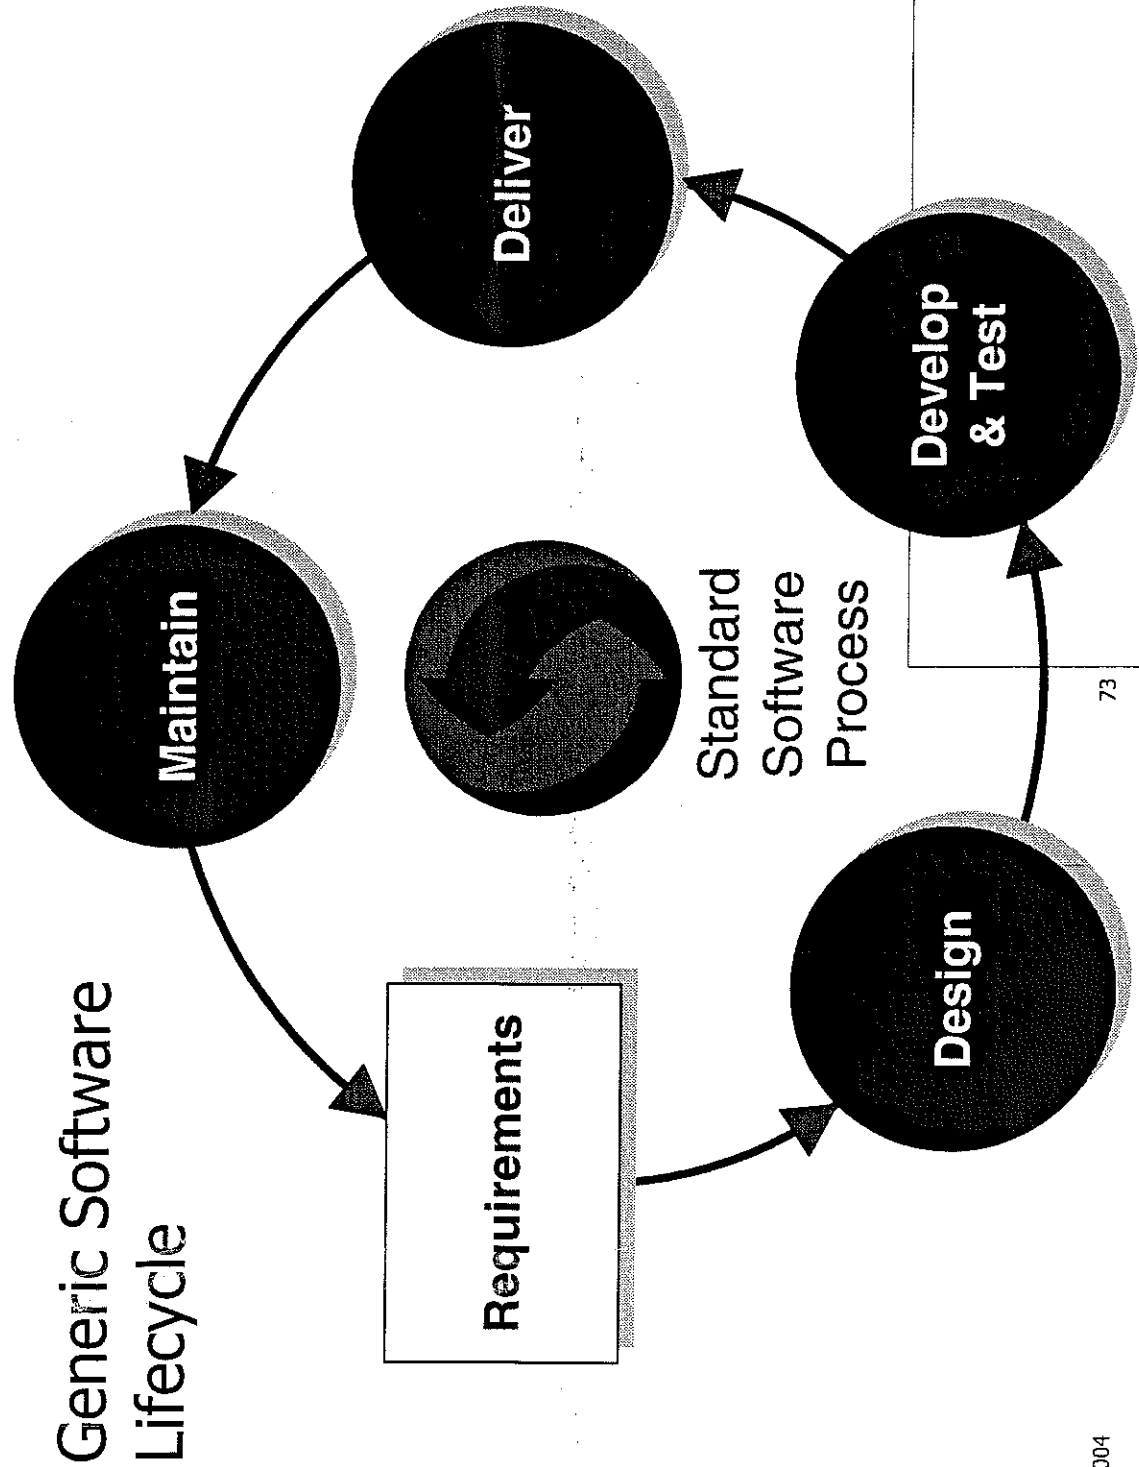 Generic Software
Lifecycle
Maintain
Requirements
Deliver
Standard
Software
Process
Design
Develop
& Test
004
73